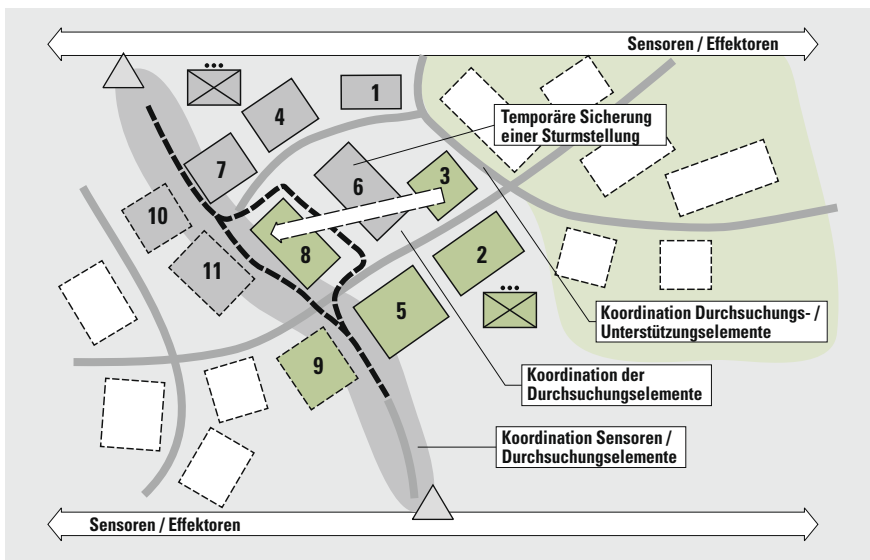 Sensoren / Effektoren
1
4
Temporäre Sicherung
einer Sturmstellung
7
6
3
10
8
2
11
5
Koordination Durchsuchungs- /
Unterstützungselemente
9
Koordination der
Durchsuchungselemente
Koordination Sensoren /
Durchsuchungselemente
Sensoren / Effektoren